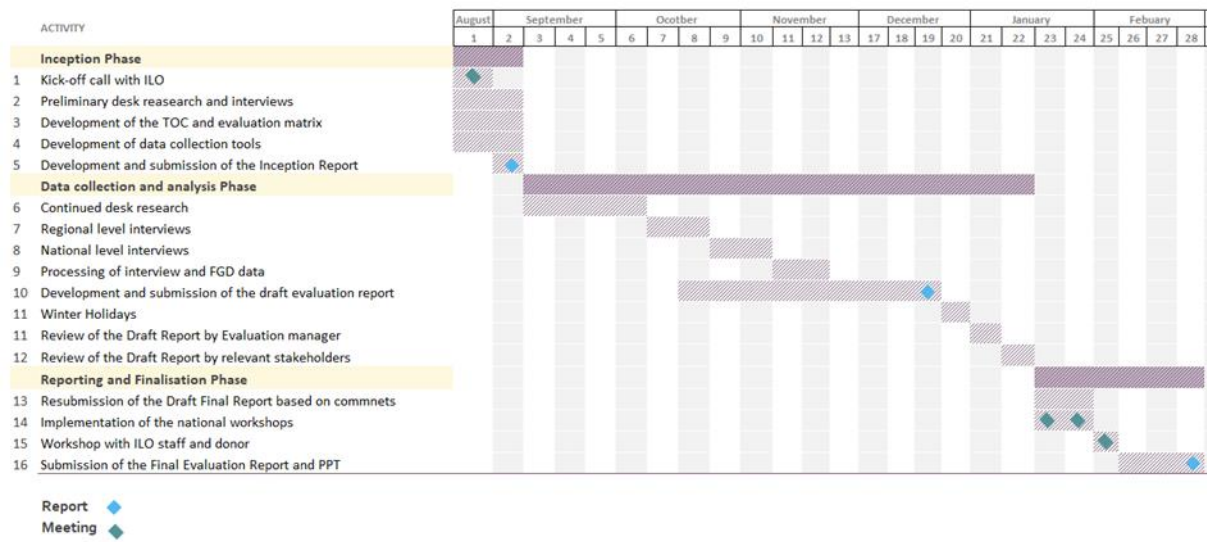 ACTIVITY
August September Ocotber November December January Febuary
1 2 3 4 5 6 7 8 9 10 11 12 13 17 18 19 20 21 22 23 24 25 26 27 28
Inception Phase
1 Kick-off call with ILO
2 Preliminary desk reasearch and interviews
3 Development of the TOC and evaluation matrix
4 Development of data collection tools
5 Development and submission of the Inception Report
Data collection and analysis Phase
6 Continued desk research
7 Regional level interviews
8 National level interviews
9 Processing of interview and FGD data
10 Development and submission of the draft evaluation report
11 Winter Holidays
11 Review of the Draft Report by Evaluation manager
12 Review of the Draft Report by relevant stakeholders
Reporting and Finalisation Phase
13 Resubmission of the Draft Final Report based on commnets
14 Implementation of the national workshops
15 Workshop with ILO staff and donor
16 Submission of the Final Evaluation Report and PPT
Report
Meeting